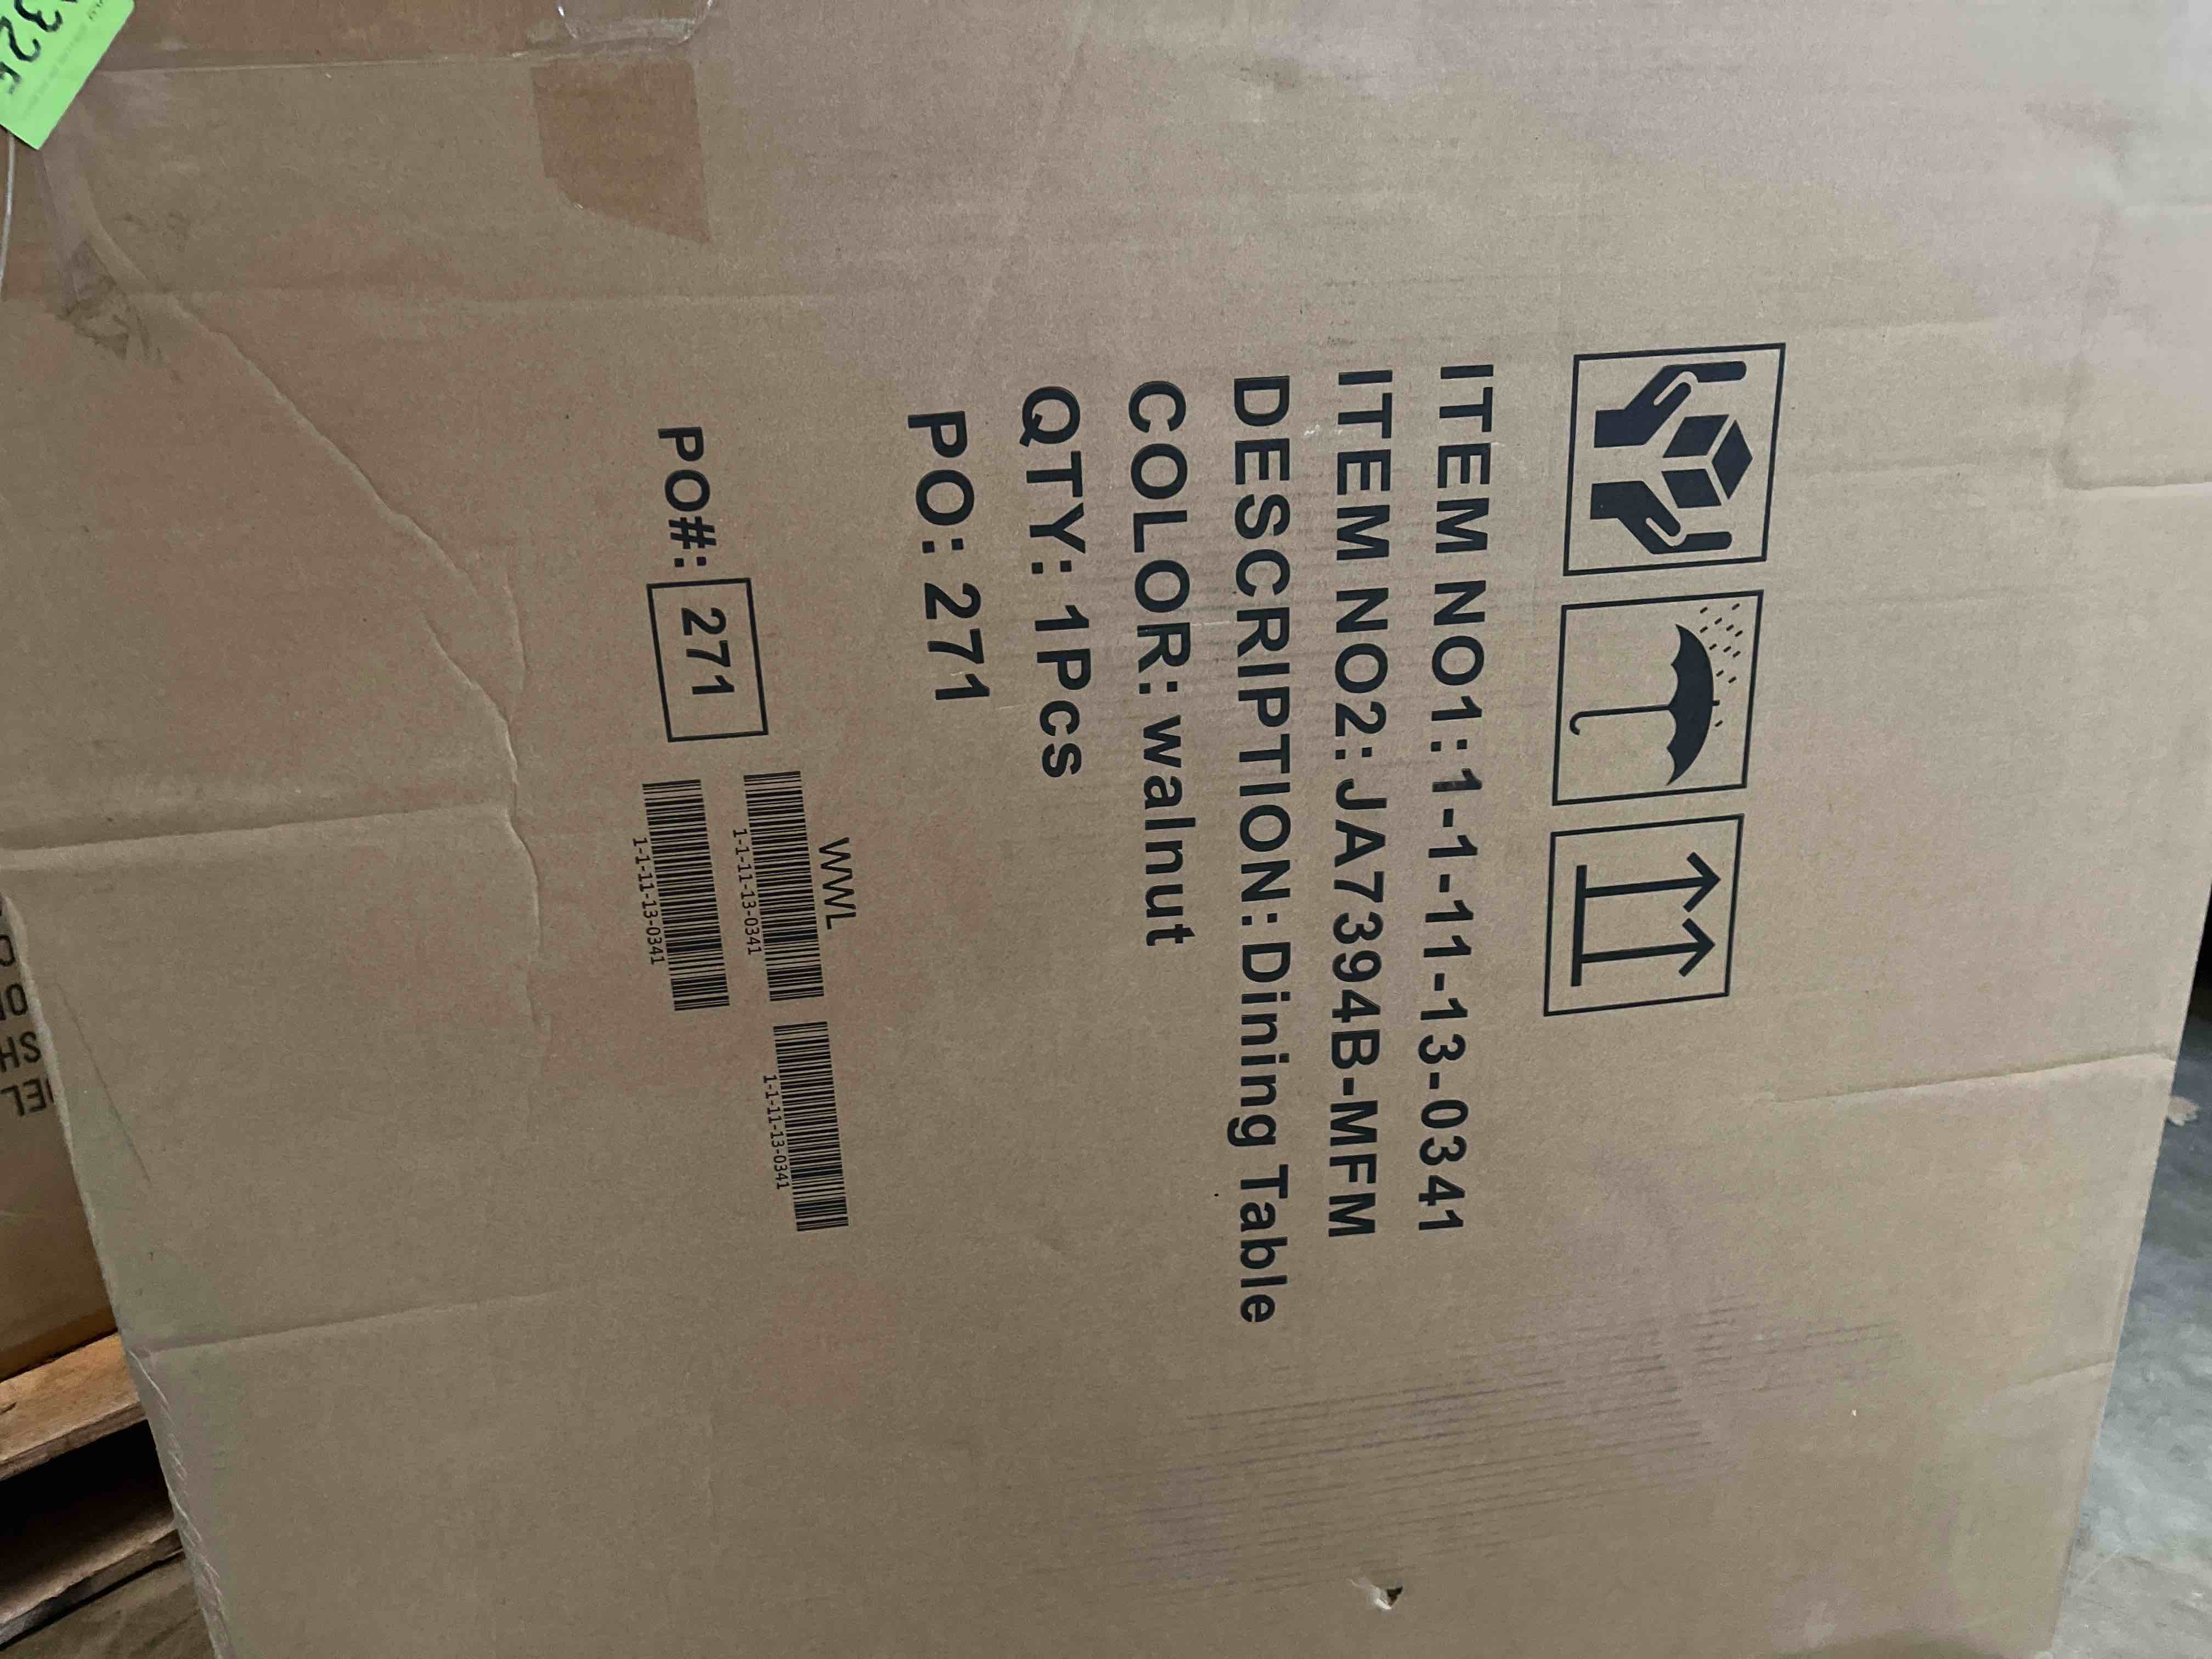 ITEM NO1: 1-1-11-13-0341
ITEM NO2: JA7394B-MFM
DESCRIPTION: Dining Table
COLOR: walnut
QTY: 1Pcs
PO: 271
WWL
PO#: 271
1-1-11-13-0341
1-1-11-13-0341
1-1-11-13-0341